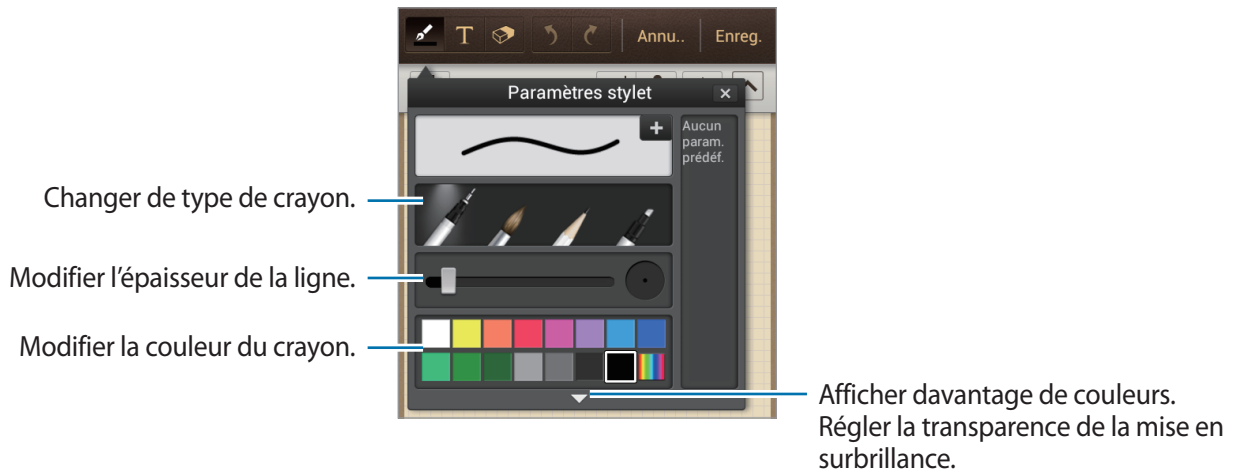 T
Annu..
Enreg.
Paramètres stylet
Aucun
param.
prédéf.
Changer de type de crayon.
Modifier l’épaisseur de la ligne.
Modifier la couleur du crayon.
Afficher davantage de couleurs.
Régler la transparence de la mise en
surbrillance.